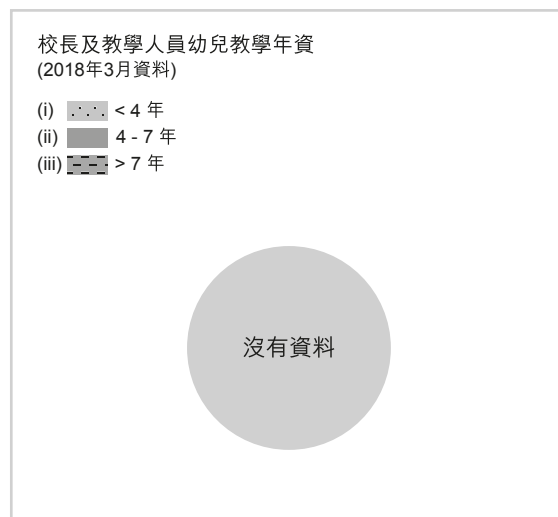 校長及教學人員幼兒教學年資
(2018年3月資料)
(i) < 4 年
(ii) 4 - 7 年
(iii) > 7 年
沒有資料